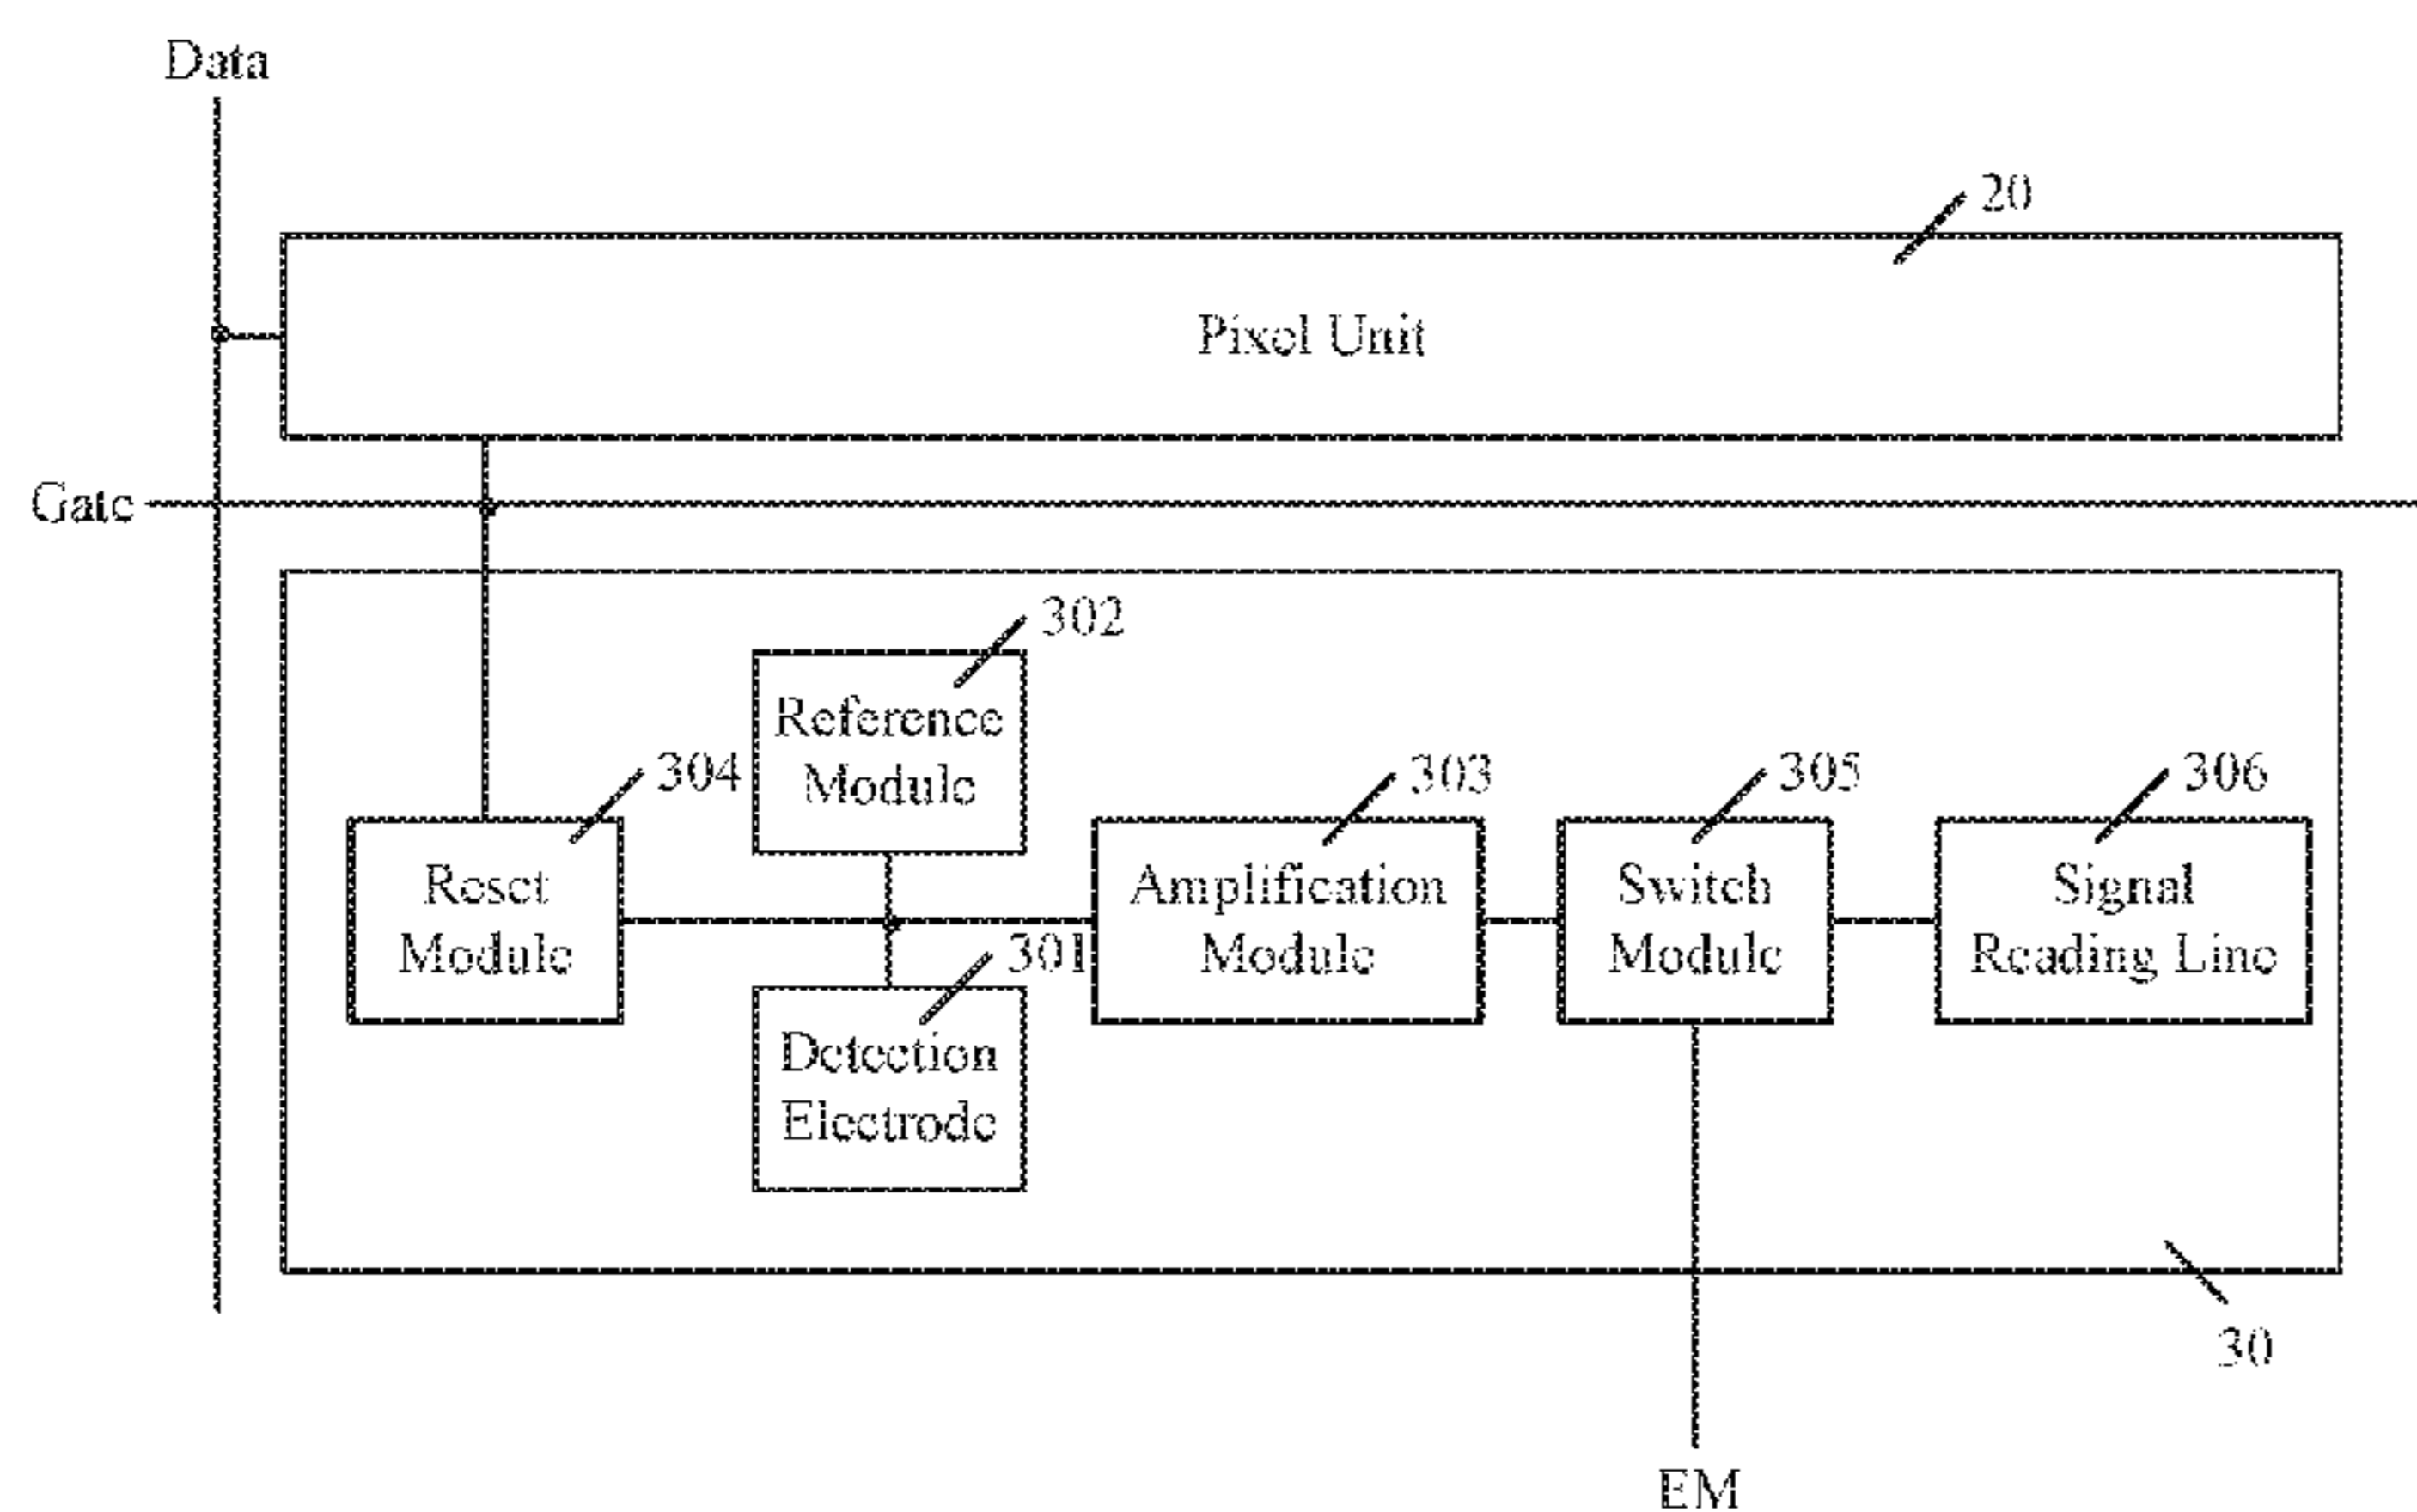 Data
20
Pixel Unit
Gate
302
Reference
Module
304
303
305
306
Reset
Module
Amplification
Module
Switch
Module
Signal
Reading Line
301
Detection
Electrode
30
EM